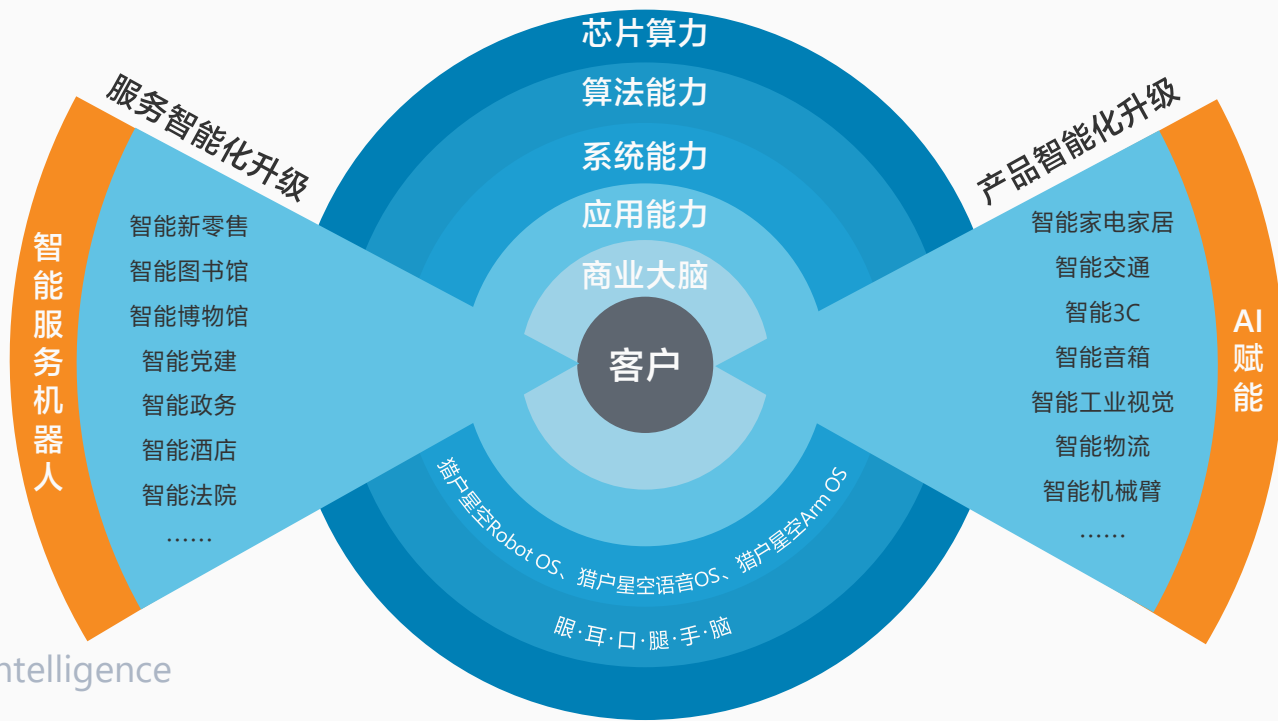 芯片算力
算法能力
系统能力
应用能力
商业大脑
客户
服务智能化升级
智能服务机器人
智能新零售
智能图书馆
智能博物馆
智能党建
智能政务
智能酒店
智能法院
......
产品智能化升级
智能家电家居
智能交通
智能3C
智能音箱
智能工业视觉
智能物流
智能机械臂
......
AI赋能
猎户星空Robot OS、猎户星空语音OS、猎户星空Arm OS
眼·耳·口·腿·手·脑
ntelligence